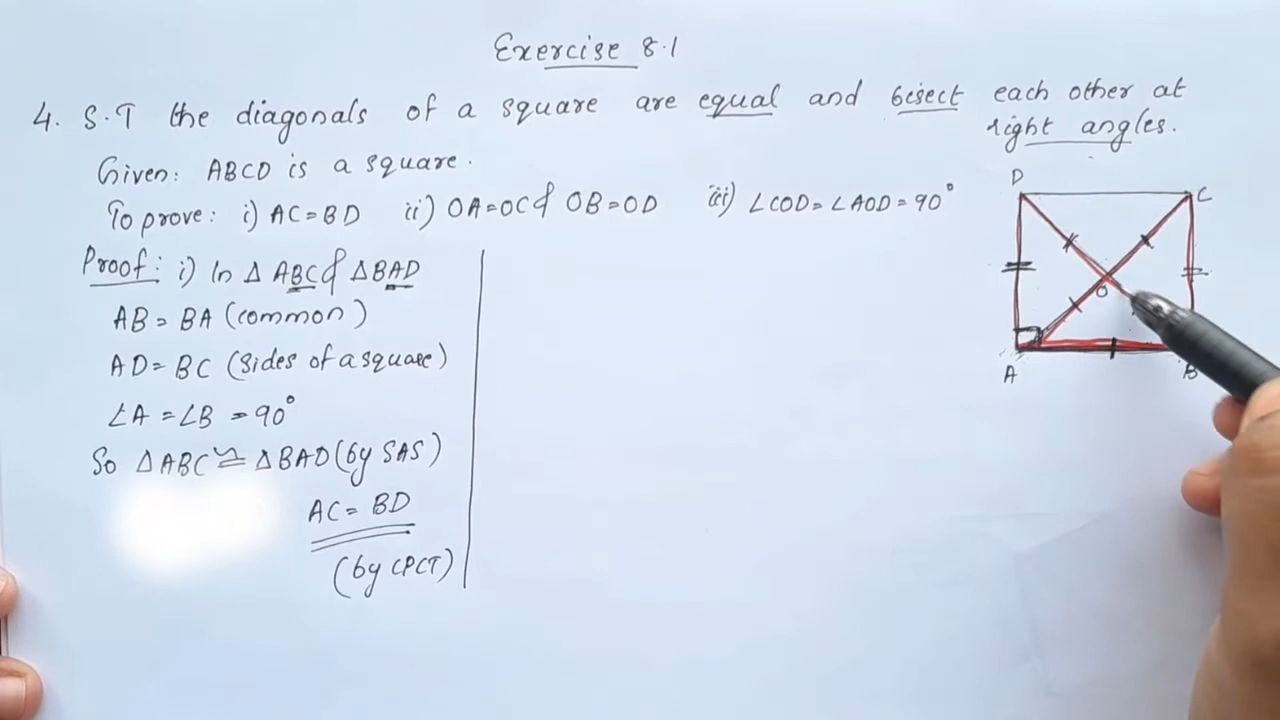 Exercise 8.1
4. S.T the diagonals of a square are equal and bisect each other at
right angles.
Given: ABCD is a square.
To prove: i) AC=BD ii) OA=OC & OB=OD iii) ∠COD=∠AOD=90°
Proof: i) In △ ABC & △BAD
AB = BA (common)
AD= BC (sides of a square)
∠A =∠B =90°
So △ABC ≅ △BAD (by SAS)
AC = BD
(by CPCT)
D
C
O
A
B